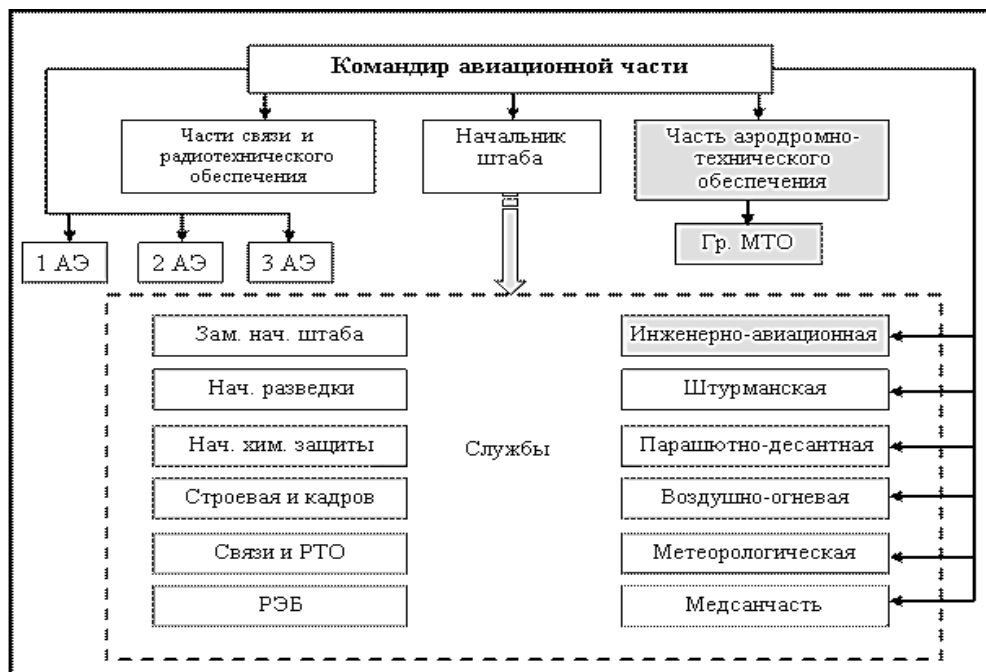 Командир авиационной части
Части связи и
радиотехнического
обеспечения
Начальник
штаба
Часть аэродромно-
технического
обеспечения
Гр. МТО
1 АЭ
2 АЭ
3 АЭ
Зам. нач. штаба
Нач. разведки
Нач. хим. защиты
Строевая и кадров
Связи и РТО
РЭБ
Службы
Инженерно-авиационная
Штурманская
Парашютно-десантная
Воздушно-огневая
Метеорологическая
Медсанчасть